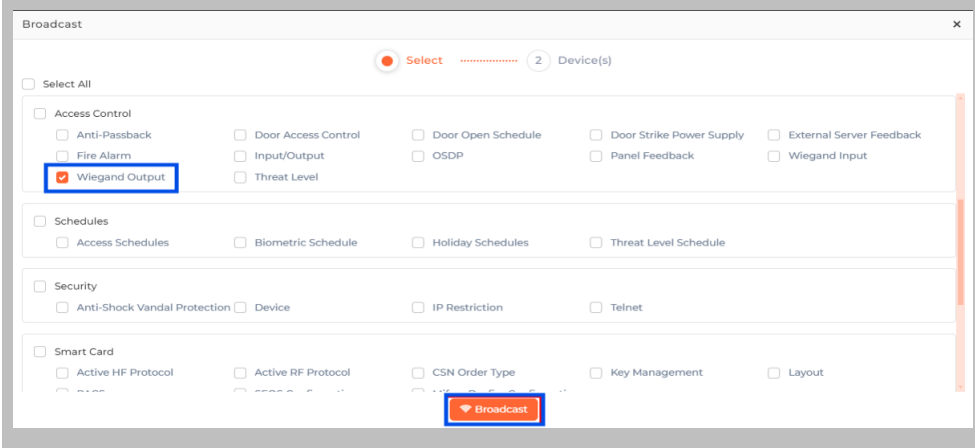 Broadcast ×
Select 2 Device(s)
Select All
Access Control
Anti-Passback Door Access Control Door Open Schedule Door Strike Power Supply External Server Feedback
Fire Alarm Input/Output OSDP Panel Feedback Wiegand Input
Wiegand Output Threat Level
Schedules
Access Schedules Biometric Schedule Holiday Schedules Threat Level Schedule
Security
Anti-Shock Vandal Protection Device IP Restriction Telnet
Smart Card
Active HF Protocol Active RF Protocol CSN Order Type Key Management Layout
Broadcast